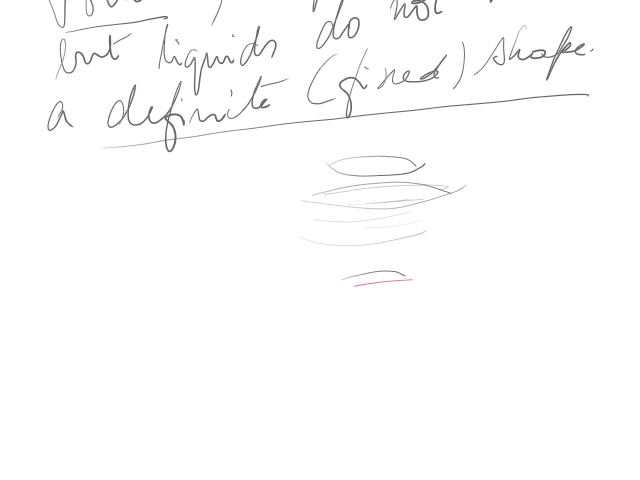 but liquids do not
a definite (fixed) shape.